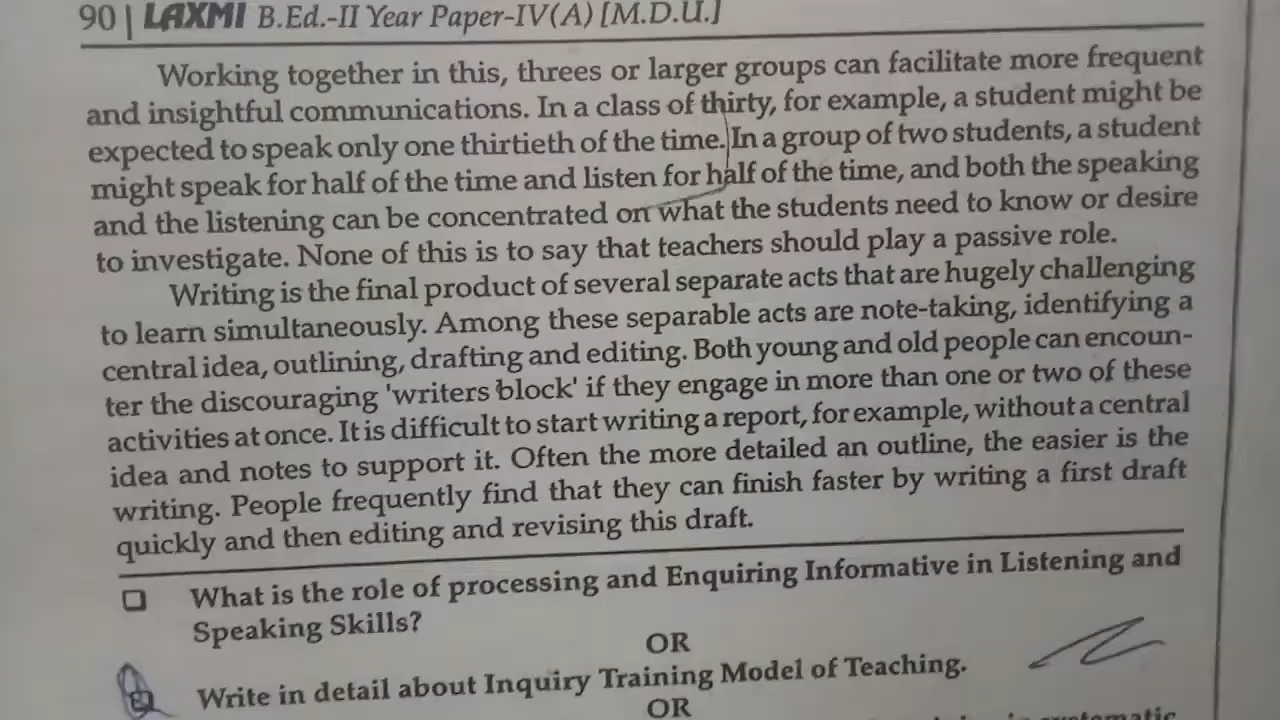 90 | LAXMI B.Ed.-II Year Paper-IV(A) [M.D.U.]
Working together in this, threes or larger groups can facilitate more frequent
and insightful communications. In a class of thirty, for example, a student might be
expected to speak only one thirtieth of the time. In a group of two students, a student
might speak for half of the time and listen for half of the time, and both the speaking
and the listening can be concentrated on what the students need to know or desire
to investigate. None of this is to say that teachers should play a passive role.
Writing is the final product of several separate acts that are hugely challenging
to learn simultaneously. Among these separable acts are note-taking, identifying a
central idea, outlining, drafting and editing. Both young and old people can encoun-
ter the discouraging 'writers block' if they engage in more than one or two of these
activities at once. It is difficult to start writing a report, for example, without a central
idea and notes to support it. Often the more detailed an outline, the easier is the
writing. People frequently find that they can finish faster by writing a first draft
quickly and then editing and revising this draft.
What is the role of processing and Enquiring Informative in Listening and
Speaking Skills?
OR
Write in detail about Inquiry Training Model of Teaching.
OR
systematic